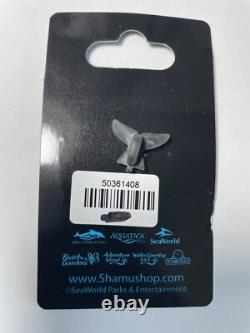 50361408
AQUATICA
SeaWorld
Busch Gardens
Adventure Island
Water Country USA
www.Shamushop.com
©SeaWorld Parks & Entertainment